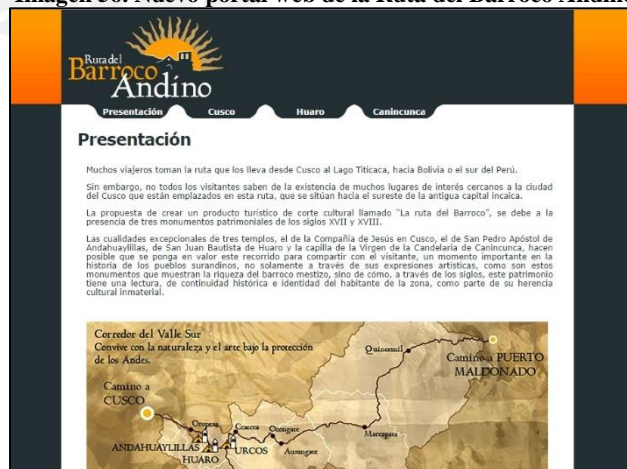 Imagen 30. Nuevo portal web de la Ruta del Barroco Andino
Ruta del
Barroco
Andino
Presentación Cusco Huaro Canincunca
Presentación
Muchos viajeros toman la ruta que los lleva desde Cusco al Lago Titicaca, hacia Bolivia o el sur del Perú.
Sin embargo, no todos los visitantes saben de la existencia de muchos lugares de interés cercanos a la ciudad
del Cusco que están emplazados en esta ruta, que se sitúan hacia el sureste de la antigua capital incaica.
La propuesta de crear un producto turístico de corte cultural llamado "La ruta del Barroco", se debe a la
presencia de tres monumentos patrimoniales de los siglos XVII y XVIII.
Las cualidades excepcionales de tres templos, el de la Compañía de Jesús en Cusco, el de San Pedro Apóstol de
Andahuaylillas, de San Juan Bautista de Huaro y la capilla de la Virgen de la Candelaria de Canincunca, hacen
posible que se ponga en valor este recorrido para compartir con el visitante, un momento importante en la
historia de los pueblos surandinos, no solamente a través de sus expresiones artísticas, como son estos
monumentos que muestran la riqueza del barroco mestizo, sino de cómo, a través de los siglos, este patrimonio
tiene una lectura, de continuidad histórica e identidad del habitante de la zona, como parte de su herencia
cultural inmaterial.
Corredor del Valle Sur
Convive con la naturaleza y el arte bajo la protección
de los Andes.
Quincemil
Camino a PUERTO
MALDONADO
Camino a
CUSCO
Oropesa
Ccatcca
Ocongate
Marcapata
ANDAHUAYLILLAS
URCOS
Ausangate
HUARO